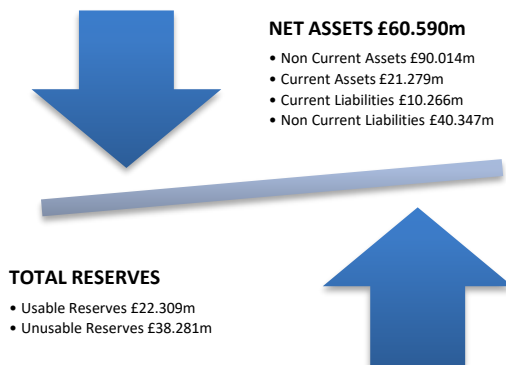 NET ASSETS £60.590m
• Non Current Assets £90.014m
• Current Assets £21.279m
• Current Liabilities £10.266m
• Non Current Liabilities £40.347m
TOTAL RESERVES
• Usable Reserves £22.309m
• Unusable Reserves £38.281m